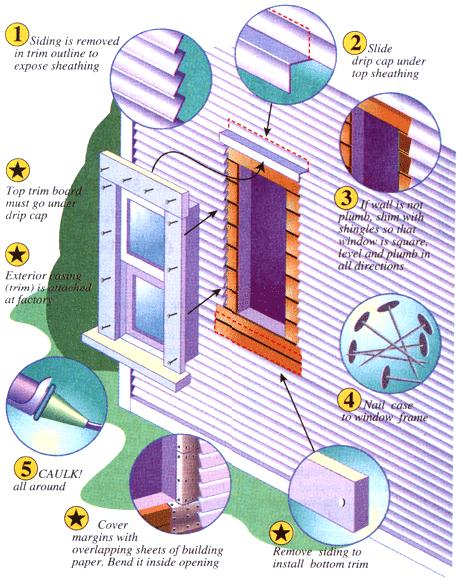 1 Siding is removed
in trim outline to
expose sheathing
2 Slide
drip cap under
top sheathing
Top trim board
must go under
drip cap
3 If wall is not
plumb, shim with
shingles so that
window is square,
level and plumb in
all directions
Exterior casing
(trim) is attached
at factory
4 Nail case
to window frame
5 CAULK!
all around
Cover
margins with
overlapping sheets of building
paper. Bend it inside opening
Remove siding to
install bottom trim